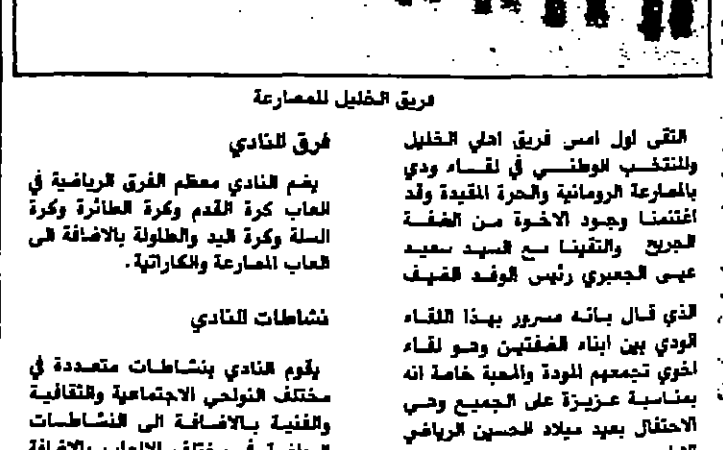 فريق الخليل للمصارعة
التقى اول امس فريق اهلي الخليل
والمنتخب الوطني في لقاء ودي
بالمصارعة الرومانية والحرة المقيدة وقد
اغتنمنا وجود الاخوة من الضفة
الجريح والتقينا مع السيد سعيد
عيسى الجعبري رئيس الوفد الضيف
الذي قال بانه مسرور بهذا اللقاء
الودي بين ابناء الضفتين وهو لقاء
اخوي تجمعهم المودة والمحبة خاصة انه
بمناسبة عزيزة على الجميع وهي
الاحتفال بعيد ميلاد الحسين الرياضي
فرق النادي
يضم النادي معظم الفرق الرياضية في
العاب كرة القدم وكرة الطائرة وكرة
السلة وكرة اليد والطاولة بالاضافة الى
العاب المصارعة والكاراتية.
نشاطات النادي
يقوم النادي بنشاطات متعددة في
مختلف النواحي الاجتماعية والثقافية
والفنية بالاضافة الى النشاطات
الرياضية في مختلف الالعاب بالاضافة